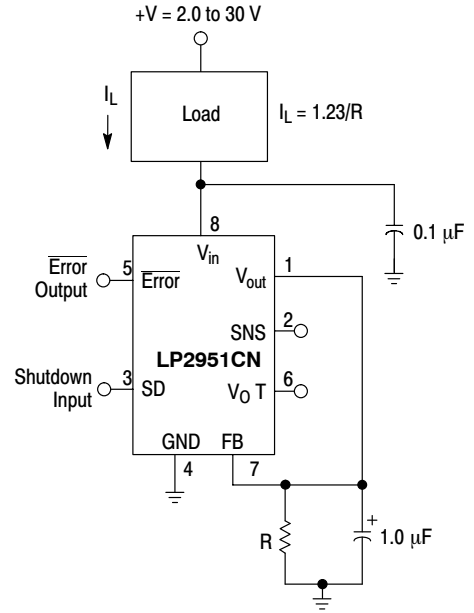 +V = 2.0 to 30 V
I_L
Load
I_L = 1.23/R
8
0.1 µF
V_in
Error
Output
5
Error
V_out
1
SNS
2
LP2951CN
Shutdown
Input
3
SD
V_O T
6
GND
FB
4
7
R
+
1.0 µF